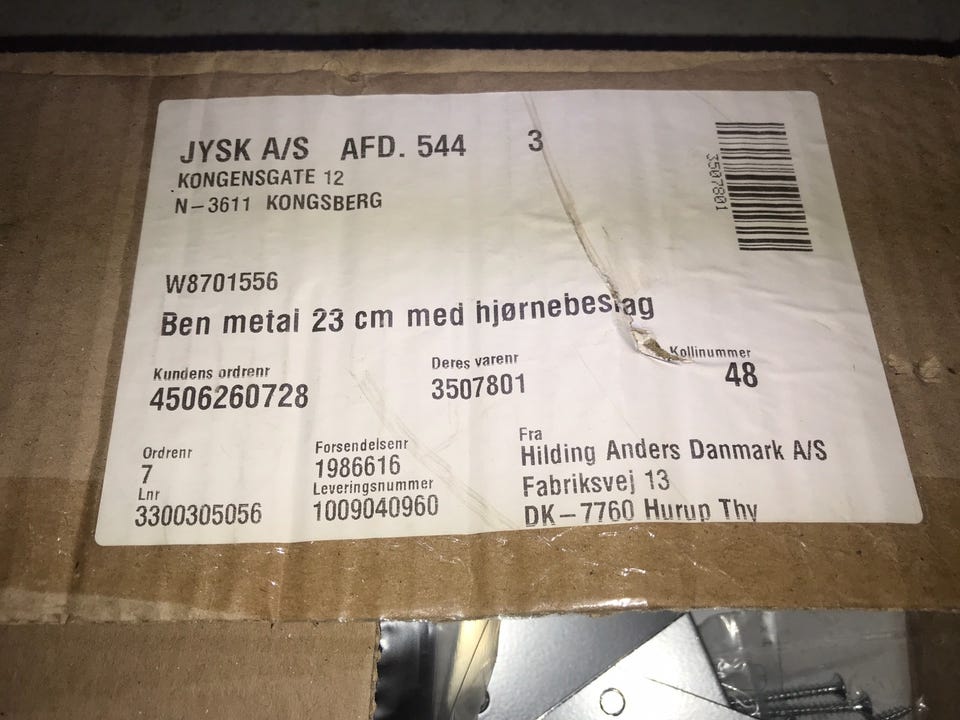 JYSK A/S AFD. 544 3
KONGENSGATE 12
N-3611 KONGSBERG
3507801
W8701556
Ben metal 23 cm med hjørnebeslag
Kundens ordrenr
4506260728
Deres varenr
3507801
Kollinummer
48
Ordrenr
7
Lnr
3300305056
Forsendelsenr
1986616
Leveringsnummer
1009040960
Fra
Hilding Anders Danmark A/S
Fabriksvej 13
DK-7760 Hurup Thy